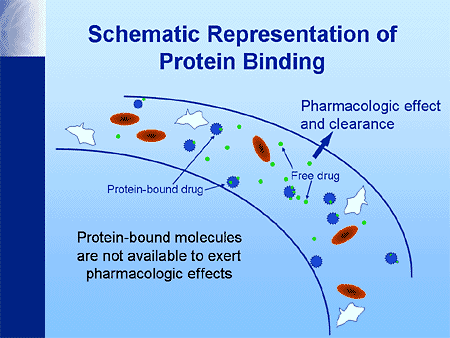 Schematic Representation of
Protein Binding
Pharmacologic effect
and clearance
Free drug
Protein-bound drug
Protein-bound molecules
are not available to exert
pharmacologic effects